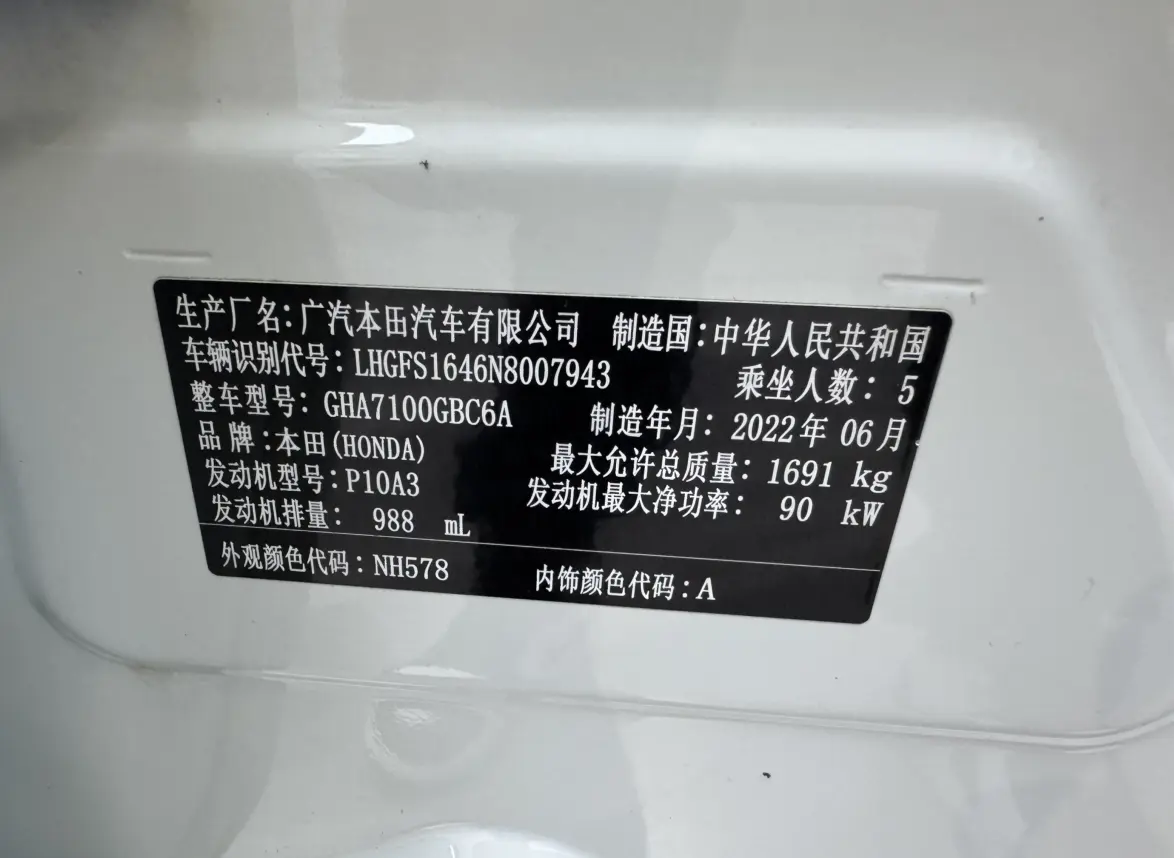 生产厂名：广汽本田汽车有限公司 制造国：中华人民共和国
车辆识别代号：LHGFS1646N8007943 乘坐人数：5
整车型号：GHA7100GBC6A 制造年月：2022年06月
品牌：本田(HONDA) 最大允许总质量：1691 kg
发动机型号：P10A3 发动机最大净功率：90 kW
发动机排量：988 mL
外观颜色代码：NH578 内饰颜色代码：A